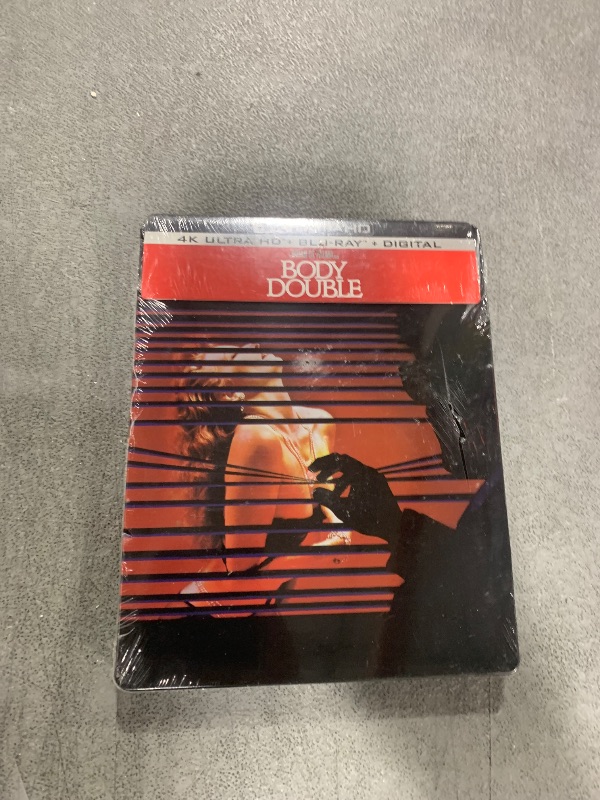 4K ULTRA HD + BLU-RAY + DIGITAL
BODY
DOUBLE